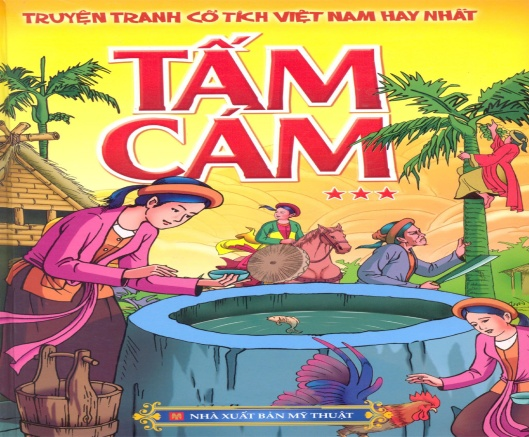 TRUYỆN TRANH CỔ TÍCH VIỆT NAM HAY NHẤT
TẤM
CÁM
NHÀ XUẤT BẢN MỸ THUẬT